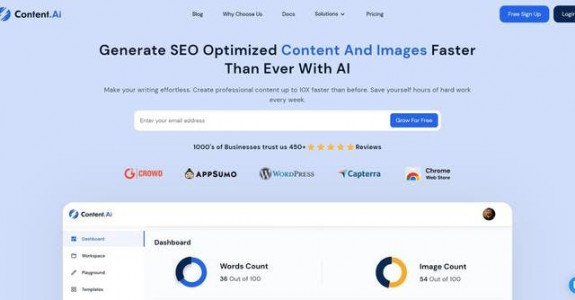 Content.Ai
Blog Why Choose Us Docs Solutions Pricing Free Sign Up Login
Generate SEO Optimized Content And Images Faster
Than Ever With AI
Make your writing effortless. Create professional content up to 10X faster than before. Save yourself hours of hard work
every week.
Enter your email address Grow For Free
1000's of Businesses trust us 450+ Reviews
G CROWD APPSUMO WORDPRESS Capterra Chrome
Web Store
Content.Ai
Dashboard
Workspace
Playground
Templates
Dashboard
Words Count
36 Out of 100
Image Count
54 Out of 100